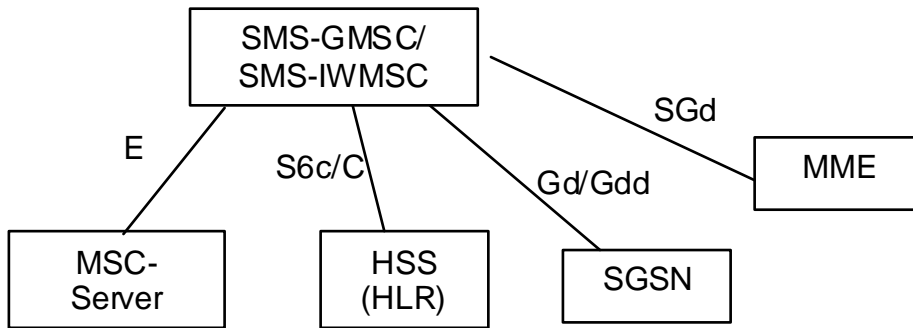 SMS-GMSC/
SMS-IWMSC
SGd
E
S6c/C
Gd/Gdd
MME
MSC-
Server
HSS
(HLR)
SGSN